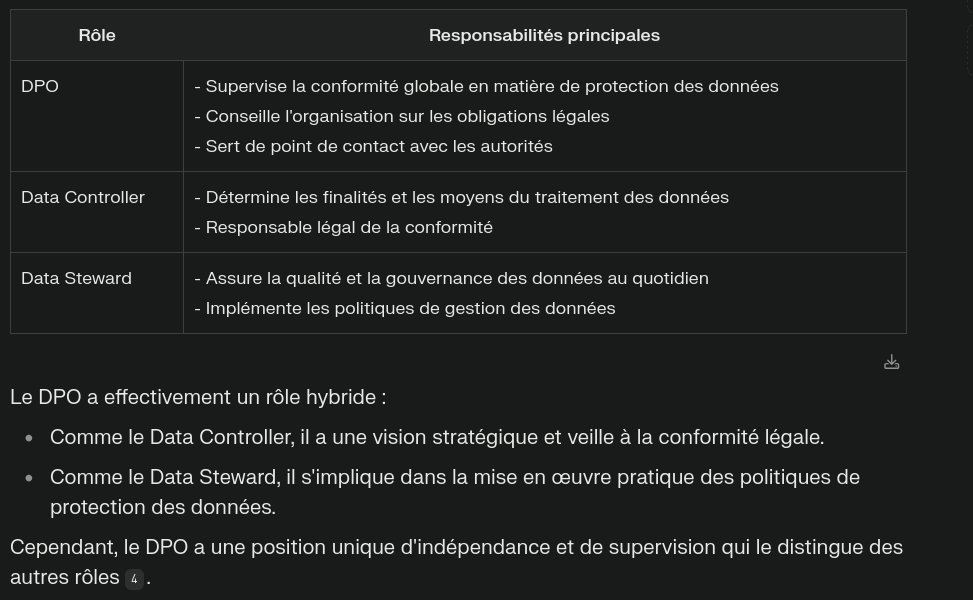 Rôle Responsabilités principales
DPO - Supervise la conformité globale en matière de protection des données
- Conseille l'organisation sur les obligations légales
- Sert de point de contact avec les autorités
Data Controller - Détermine les finalités et les moyens du traitement des données
- Responsable légal de la conformité
Data Steward - Assure la qualité et la gouvernance des données au quotidien
- Implémente les politiques de gestion des données
Le DPO a effectivement un rôle hybride :
• Comme le Data Controller, il a une vision stratégique et veille à la conformité légale.
• Comme le Data Steward, il s'implique dans la mise en œuvre pratique des politiques de
protection des données.
Cependant, le DPO a une position unique d'indépendance et de supervision qui le distingue des
autres rôles 4 .